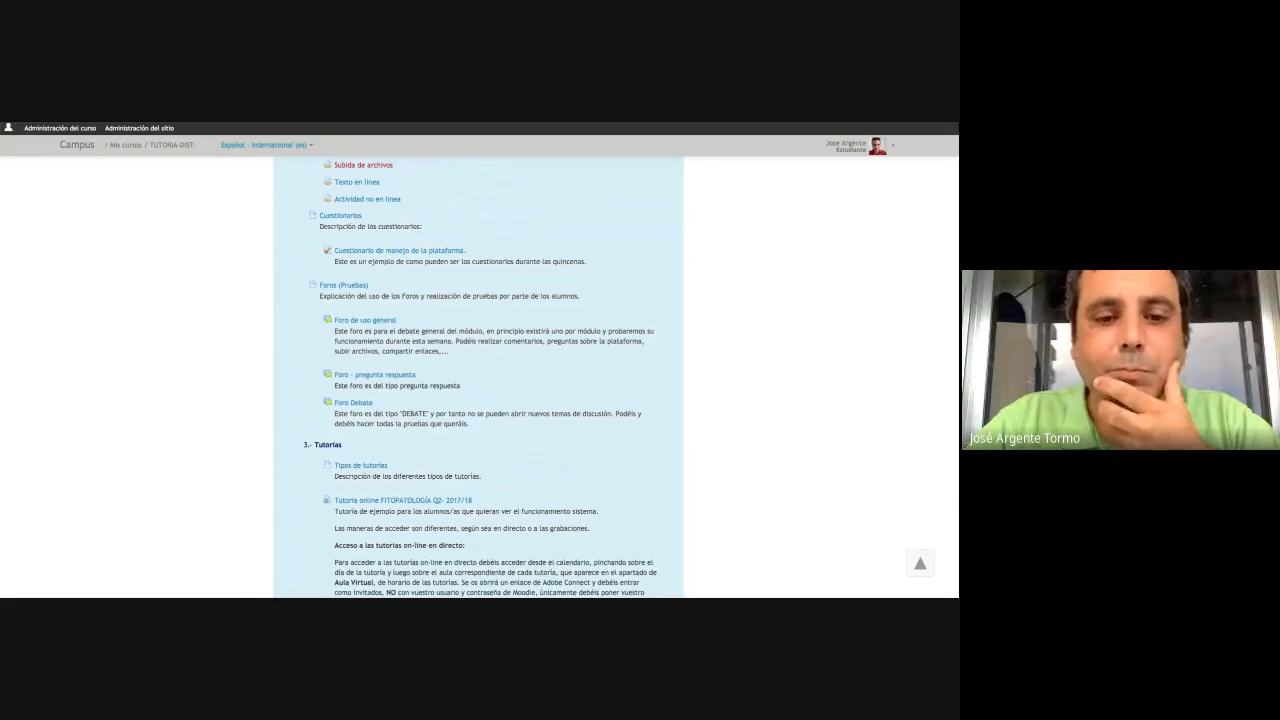 Administración del curso Administración del sitio
Campus / Mis cursos / TUTORIA-DIST- Español - Internacional (es)
Jose Argente
Estudiante
Subida de archivos
Texto en línea
Actividad no en línea
Cuestionarios
Descripción de los cuestionarios:
Cuestionario de manejo de la plataforma.
Este es un ejemplo de como pueden ser los cuestionarios durante las quincenas.
Foros (Pruebas)
Explicación del uso de los Foros y realización de pruebas por parte de los alumnos.
Foro de uso general
Este foro es para el debate general del módulo, en principio existirá uno por módulo y probaremos su
funcionamiento durante esta semana. Podéis realizar comentarios, preguntas sobre la plataforma,
subir archivos, compartir enlaces,...
Foro - pregunta respuesta
Este foro es del tipo pregunta respuesta
Foro Debate
Este foro es del tipo "DEBATE" y por tanto no se pueden abrir nuevos temas de discusión. Podéis y
debéis hacer todas la pruebas que queráis.
3.- Tutorías
Tipos de tutorías
Descripción de los diferentes tipos de tutorías.
Tutoría online FITOPATOLOGÍA Q2- 2017/18
Tutoría de ejemplo para los alumnos/as que quieran ver el funcionamiento sistema.
Las maneras de acceder son diferentes, según sea en directo o a las grabaciones.
Acceso a las tutorías on-line en directo:
Para acceder a las tutorías on-line en directo debéis acceder desde el calendario, pinchando sobre el
día de la tutoría y luego sobre el aula correspondiente de cada tutoría, que aparece en el apartado de
Aula Virtual, de horario de las tutorías. Se os abrirá un enlace de Adobe Connect y debéis entrar
como invitados, NO con vuestro usuario y contraseña de Moodle, únicamente debéis poner vuestro
José Argente Tormo